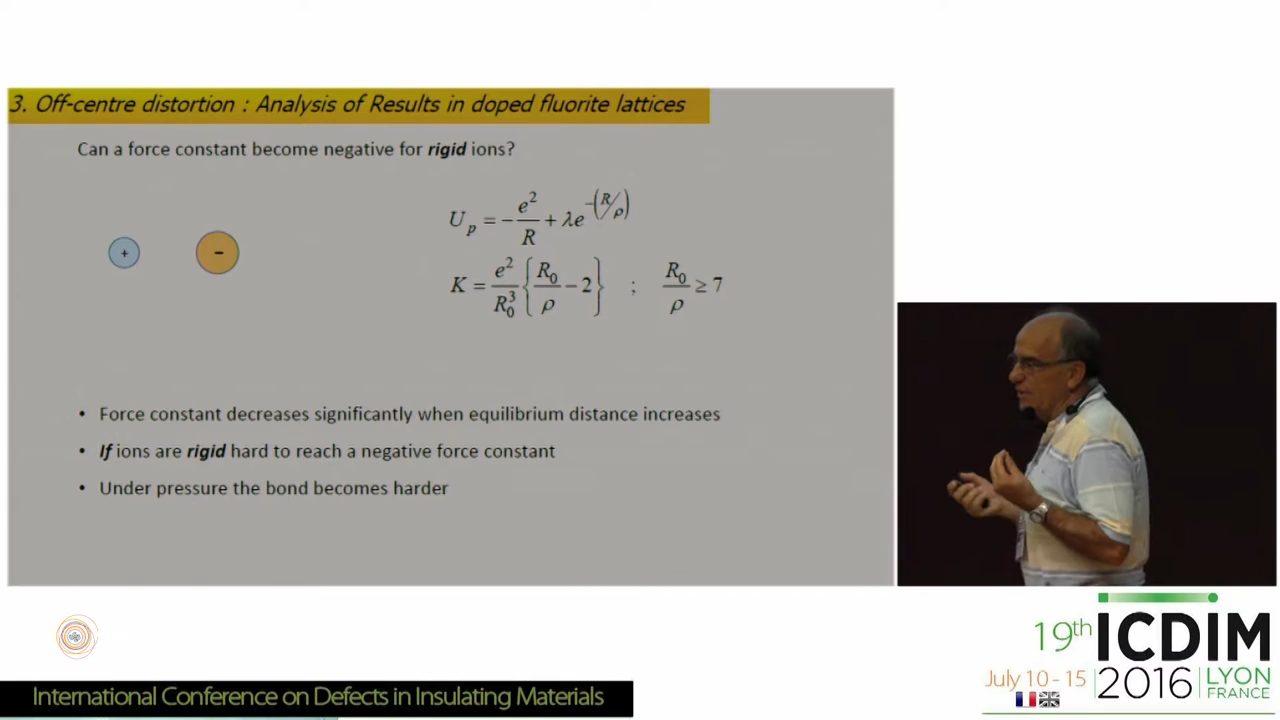 3. Off-centre distortion : Analysis of Results in doped fluorite lattices
Can a force constant become negative for rigid ions?
+ -
U_p = -e²/R + λe^-(R/ρ)
K = e²/R₀³ {R₀/ρ - 2} ; R₀/ρ ≥ 7
• Force constant decreases significantly when equilibrium distance increases
• If ions are rigid hard to reach a negative force constant
• Under pressure the bond becomes harder
19th ICDIM
July 10 - 15 2016 LYON
FRANCE
International Conference on Defects in Insulating Materials